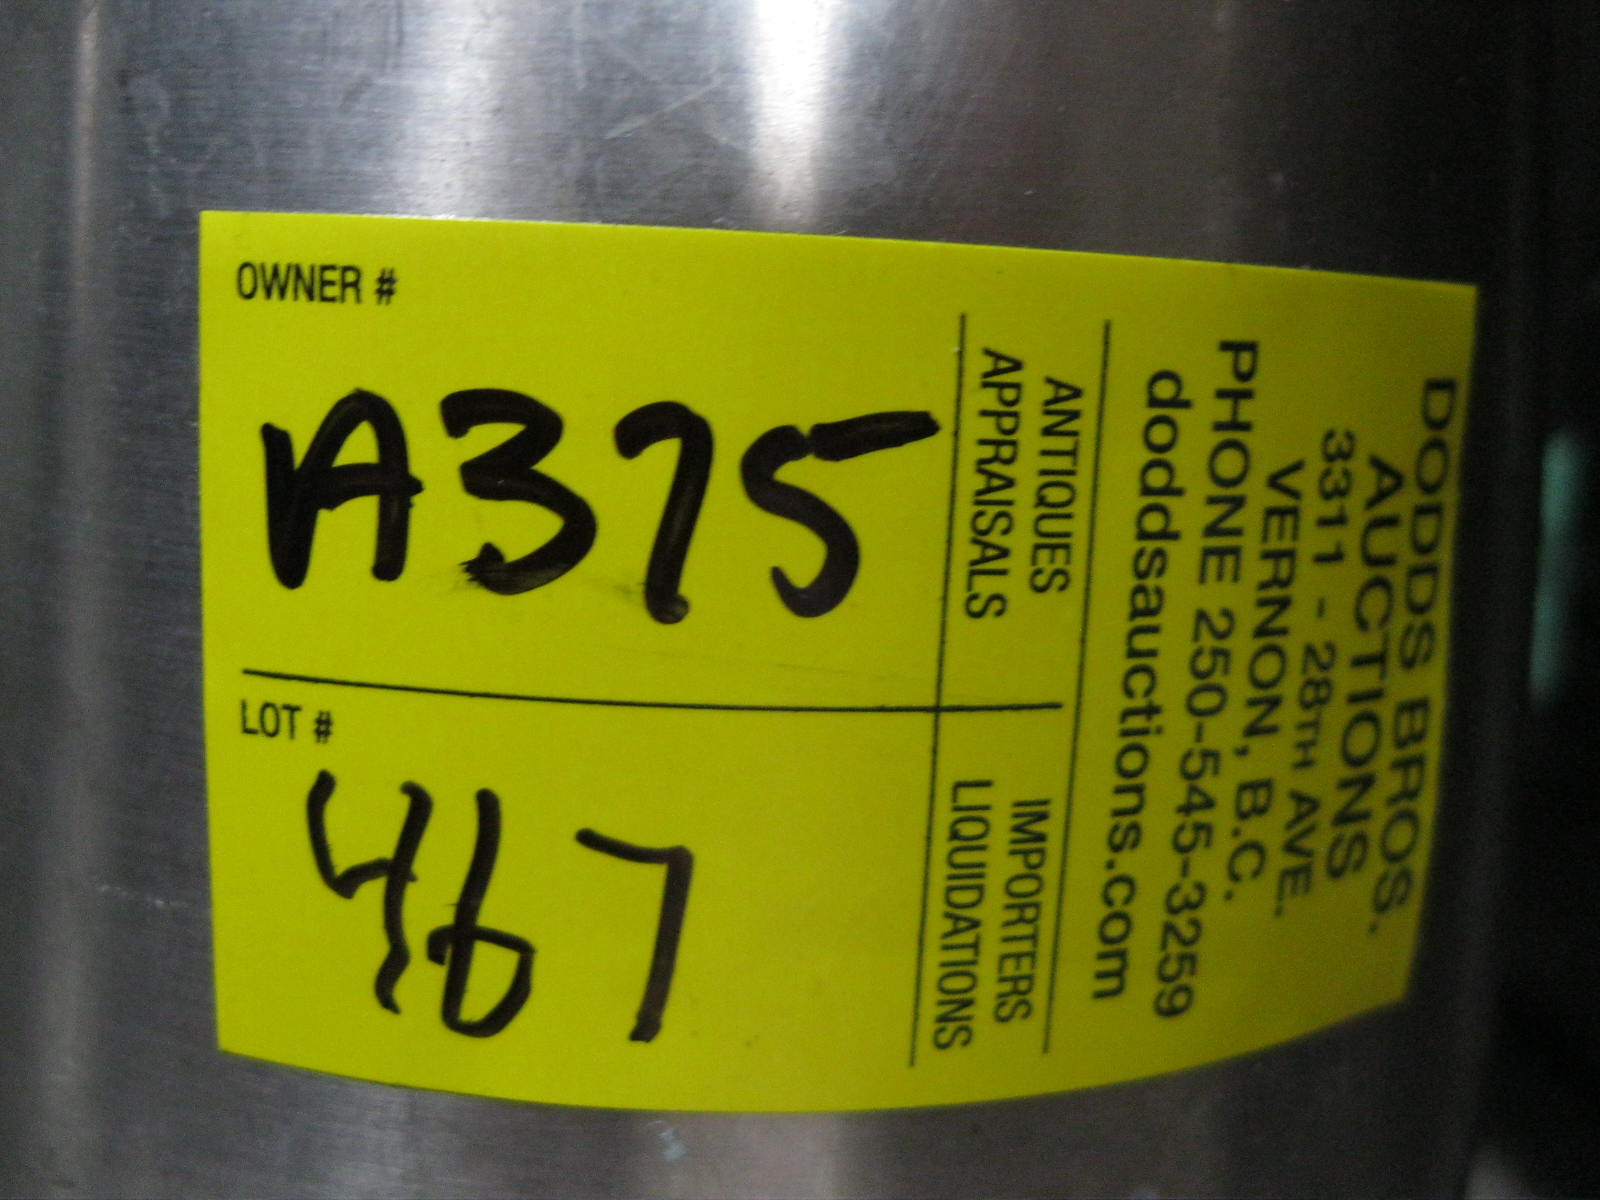 OWNER #
A375
LOT #
467
ANTIQUES
APPRAISALS
IMPORTERS
LIQUIDATIONS
DODDS BROS.
AUCTIONS
3311 - 28TH AVE.
VERNON, B.C.
PHONE 250-545-3259
doddsauctions.com